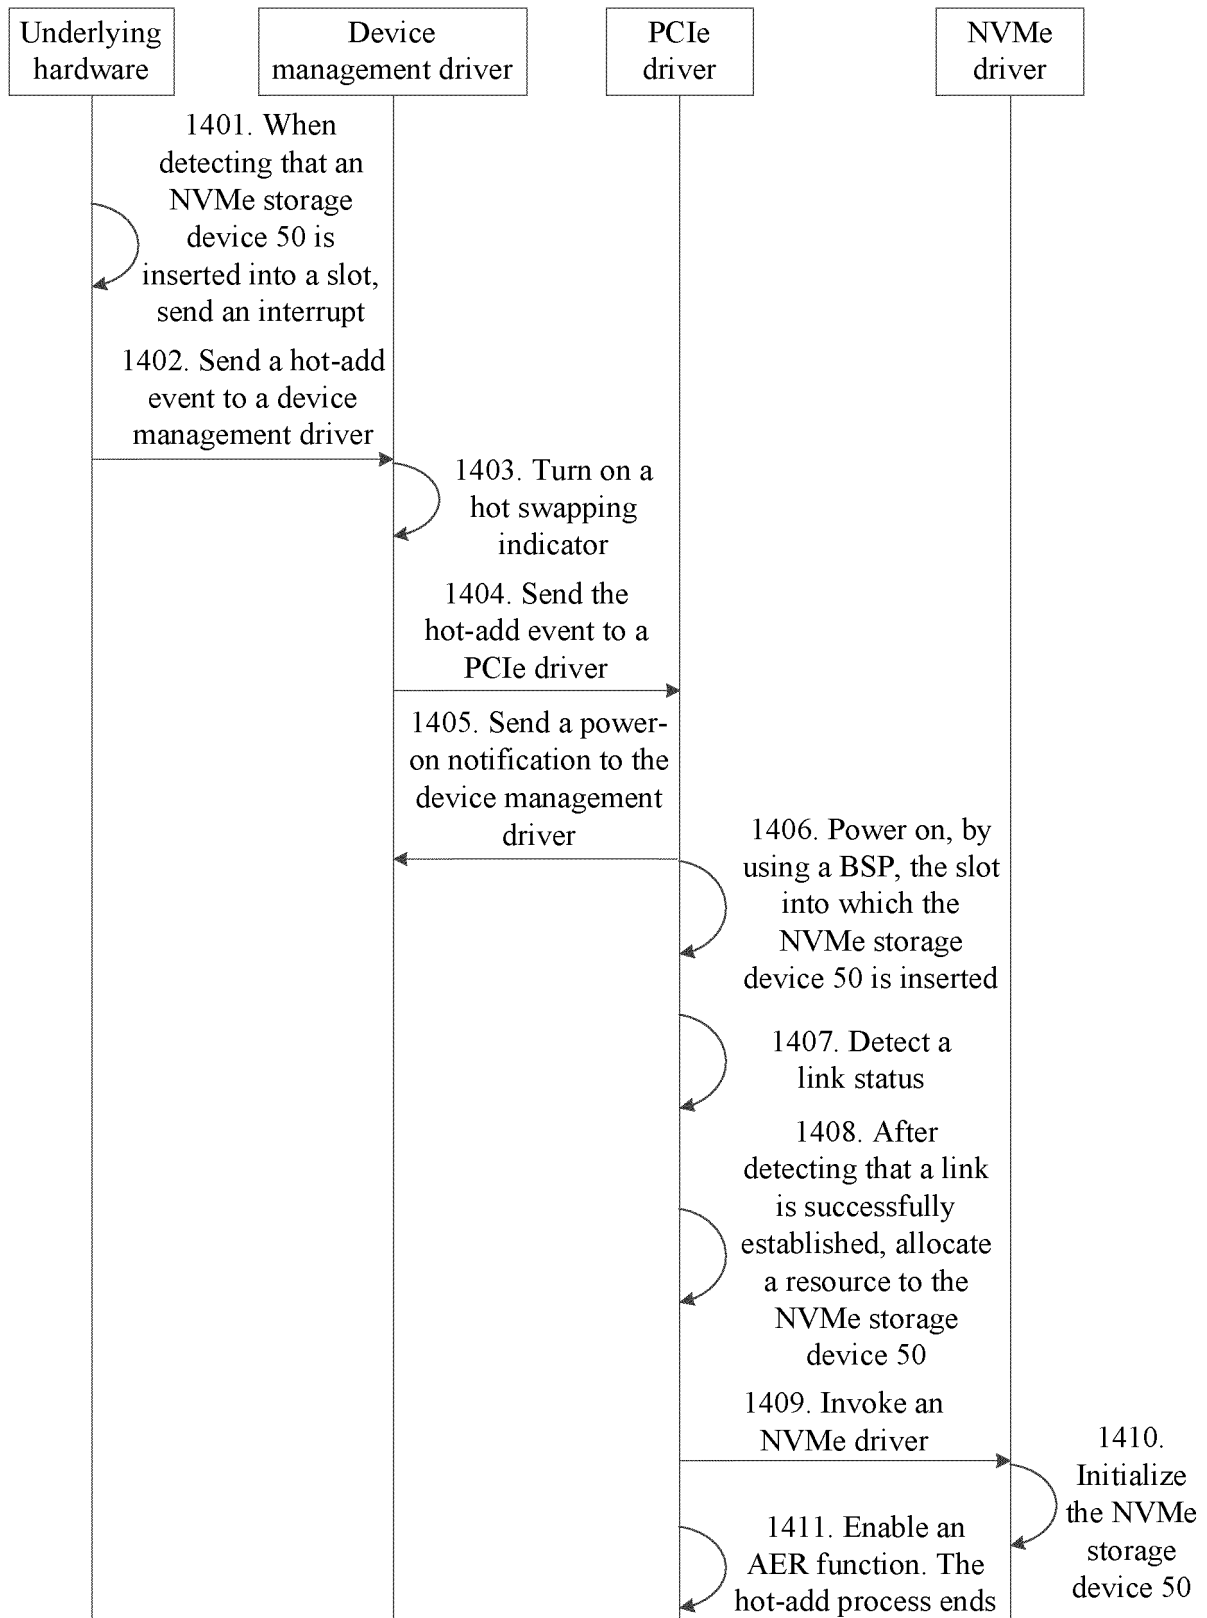 Underlying
hardware
Device
management driver
PCIe
driver
NVMe
driver
1401. When
detecting that an
NVMe storage
device 50 is
inserted into a slot,
send an interrupt
1402. Send a hot-add
event to a device
management driver
1403. Turn on a
hot swapping
indicator
1404. Send the
hot-add event to a
PCIe driver
1405. Send a power-
on notification to the
device management
driver
1406. Power on, by
using a BSP, the slot
into which the
NVMe storage
device 50 is inserted
1407. Detect a
link status
1408. After
detecting that a link
is successfully
established, allocate
a resource to the
NVMe storage
device 50
1409. Invoke an
NVMe driver
1410.
Initialize
the NVMe
storage
device 50
1411. Enable an
AER function. The
hot-add process ends